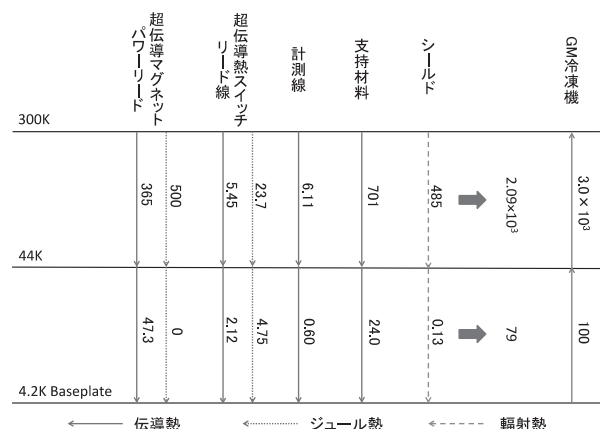 超伝導マグネット
パワーリード
超伝導熱スイッチ
リード線
計測線
支持材料
シールド
GM冷凍機
300K
365
500
5.45
23.7
6.11
701
485
2.09×10³
3.0×10³
44K
47.3
0
2.12
4.75
0.60
24.0
0.13
79
100
4.2K Baseplate
伝導熱
ジュール熱
輻射熱